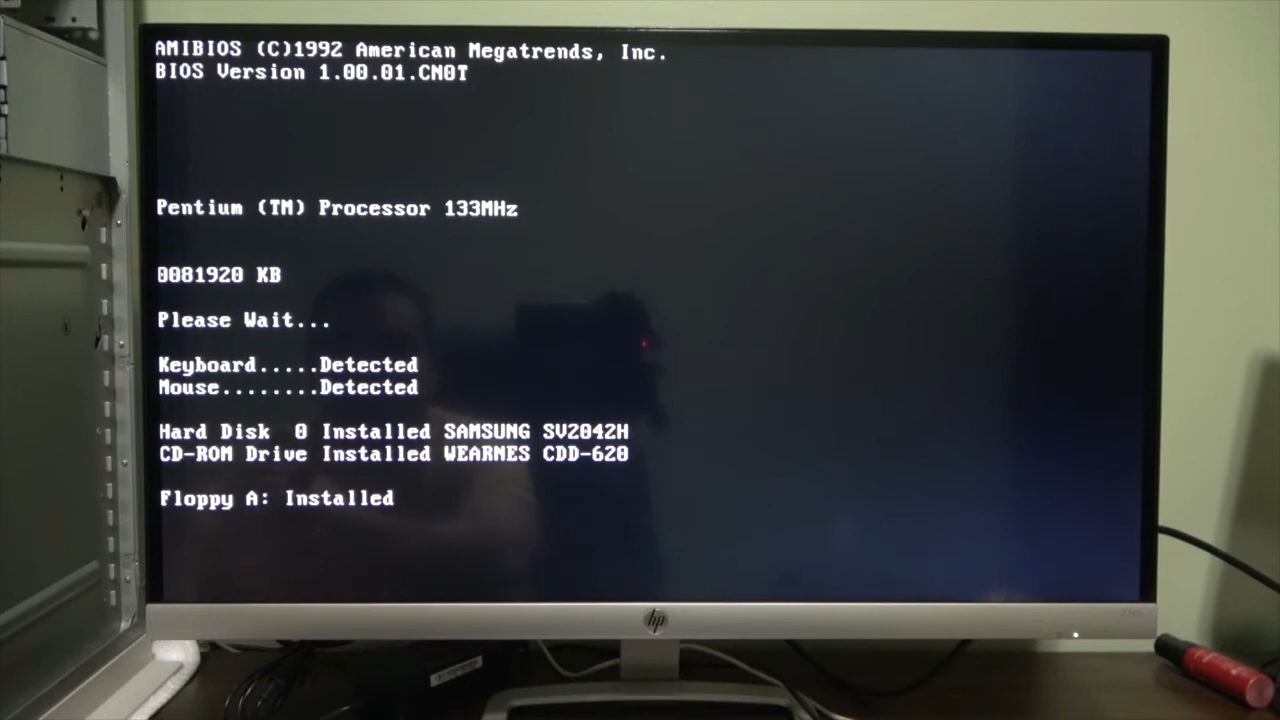 AMIBIOS (C)1992 American Megatrends, Inc.
BIOS Version 1.00.01.CN0T
Pentium (TM) Processor 133MHz
0081920 KB
Please Wait...
Keyboard.....Detected
Mouse........Detected
Hard Disk  0 Installed SAMSUNG SV2042H
CD-ROM Drive Installed WEARNES CDD-620
Floppy A: Installed
hp